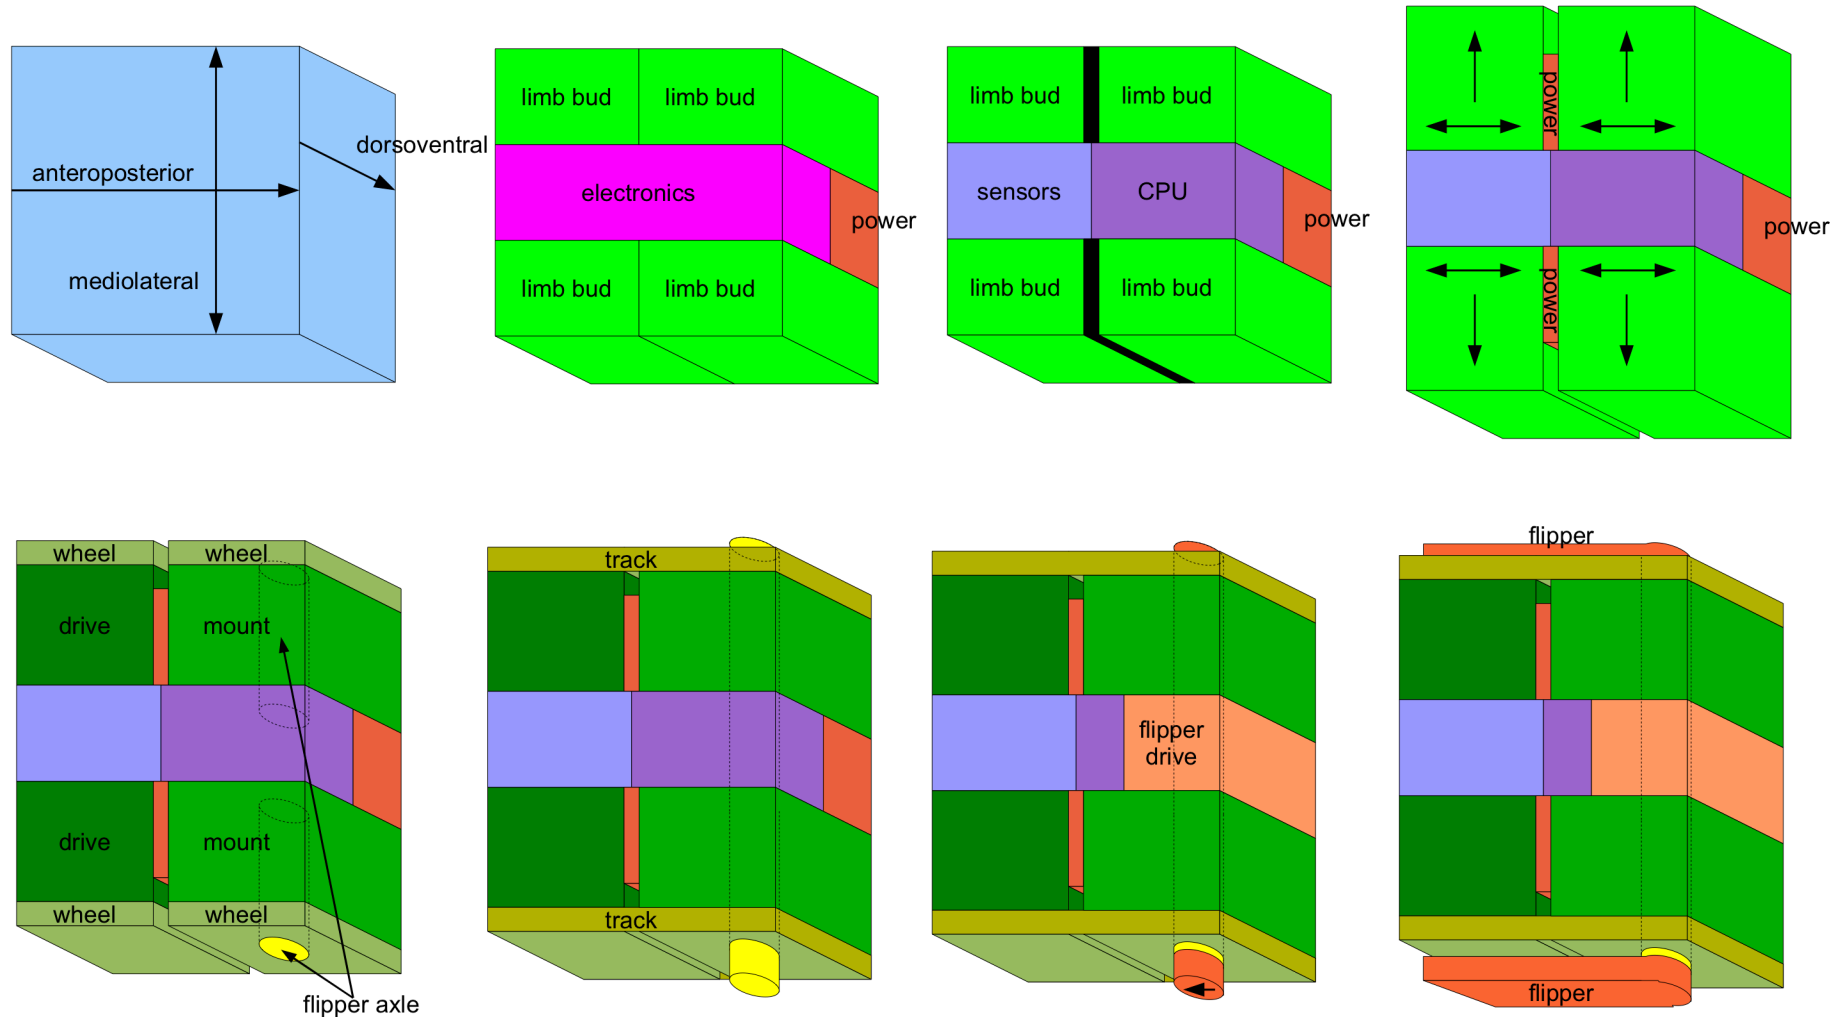 anteroposterior
dorsoventral
mediolateral
limb bud
limb bud
electronics
power
limb bud
limb bud
limb bud
limb bud
sensors
CPU
power
limb bud
limb bud
power
power
power
wheel
wheel
drive
mount
drive
mount
wheel
wheel
flipper axle
track
track
flipper
drive
flipper
flipper